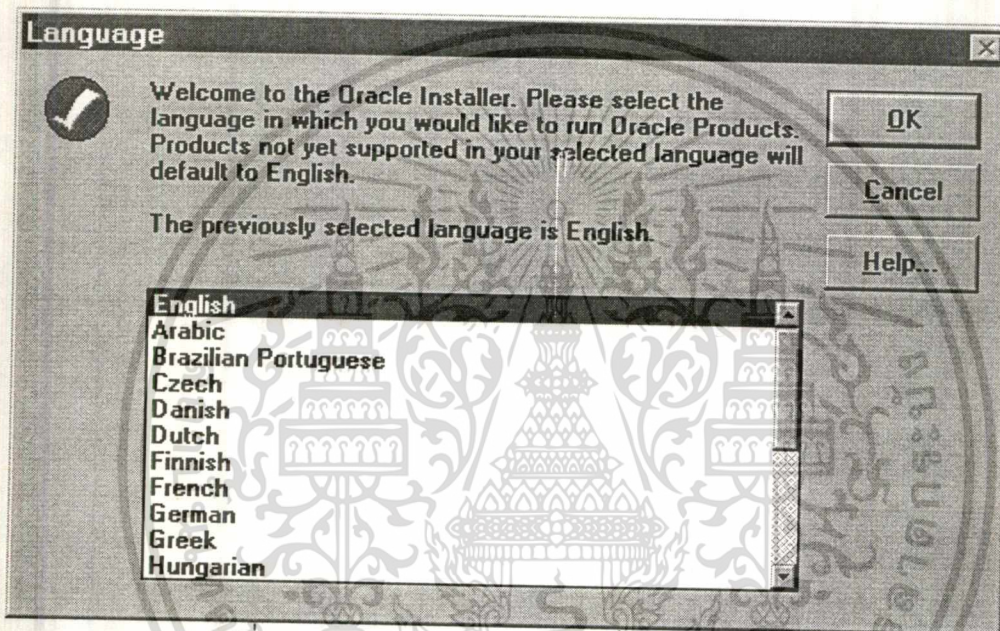 Language
Welcome to the Oracle Installer. Please select the
language in which you would like to run Oracle Products.
Products not yet supported in your selected language will
default to English.
The previously selected language is English.
OK
Cancel
Help...
English
Arabic
Brazilian Portuguese
Czech
Danish
Dutch
Finnish
French
German
Greek
Hungarian